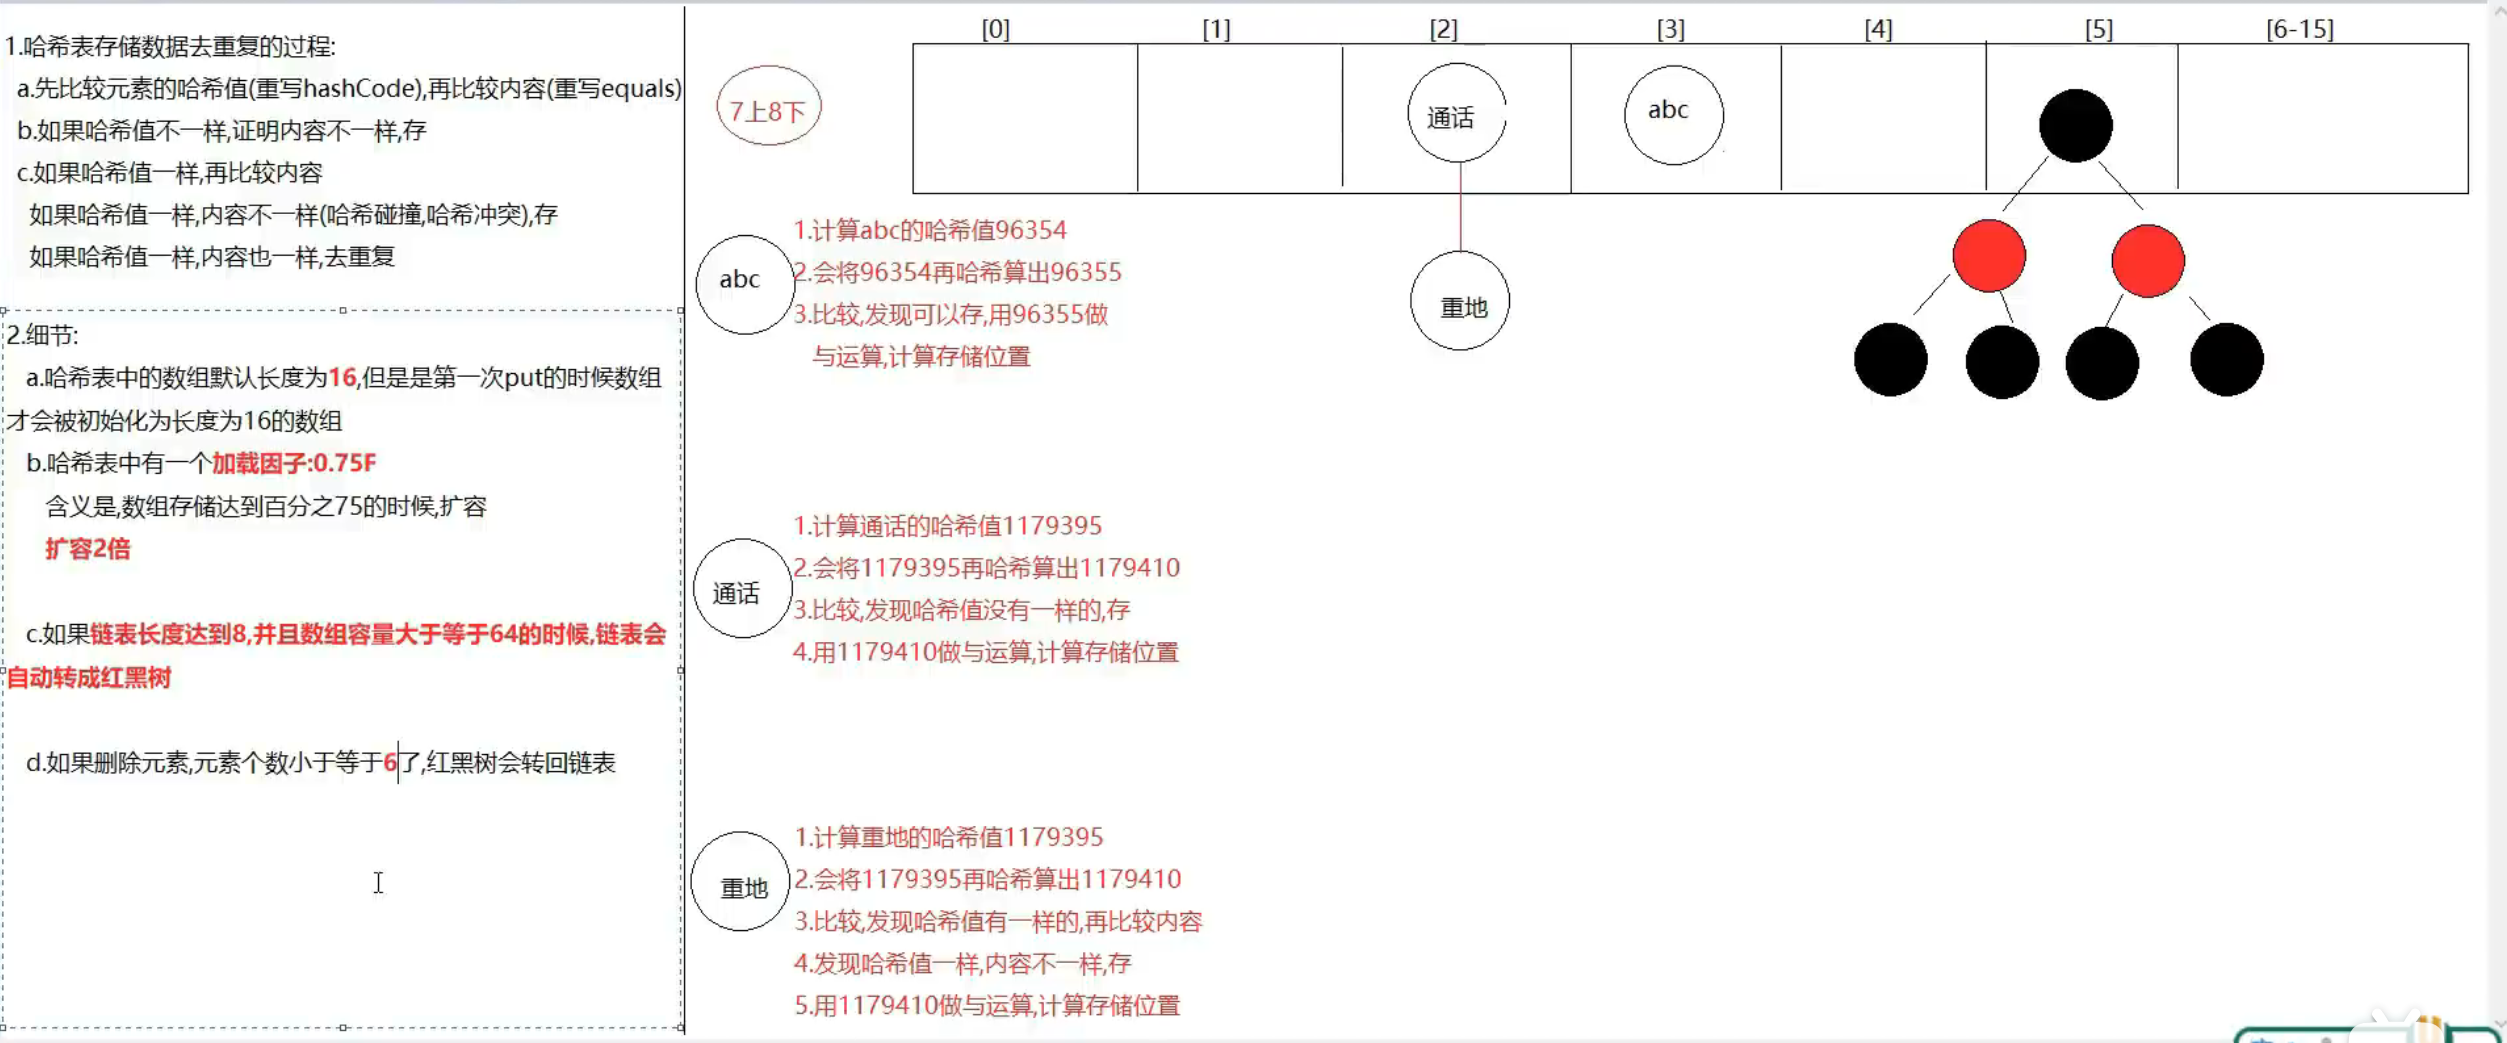 1.哈希表存储数据去重复的过程:
a.先比较元素的哈希值(重写hashCode),再比较内容(重写equals)
b.如果哈希值不一样,证明内容不一样,存
c.如果哈希值一样,再比较内容
如果哈希值一样,内容不一样(哈希碰撞,哈希冲突),存
如果哈希值一样,内容也一样,去重复
2.细节:
a.哈希表中的数组默认长度为16,但是是第一次put的时候数组
才会被初始化为长度为16的数组
b.哈希表中有一个加载因子:0.75F
含义是,数组存储达到百分之75的时候,扩容
扩容2倍
c.如果链表长度达到8,并且数组容量大于等于64的时候,链表会
自动转成红黑树
d.如果删除元素,元素个数小于等于6了,红黑树会转回链表
[0] [1] [2] [3] [4] [5] [6-15]
7上8下
通话
abc
重地
abc
1.计算abc的哈希值96354
2.会将96354再哈希算出96355
3.比较,发现可以存,用96355做
与运算,计算存储位置
通话
1.计算通话的哈希值1179395
2.会将1179395再哈希算出1179410
3.比较,发现哈希值没有一样的,存
4.用1179410做与运算,计算存储位置
重地
1.计算重地的哈希值1179395
2.会将1179395再哈希算出1179410
3.比较,发现哈希值有一样的,再比较内容
4.发现哈希值一样,内容不一样,存
5.用1179410做与运算,计算存储位置